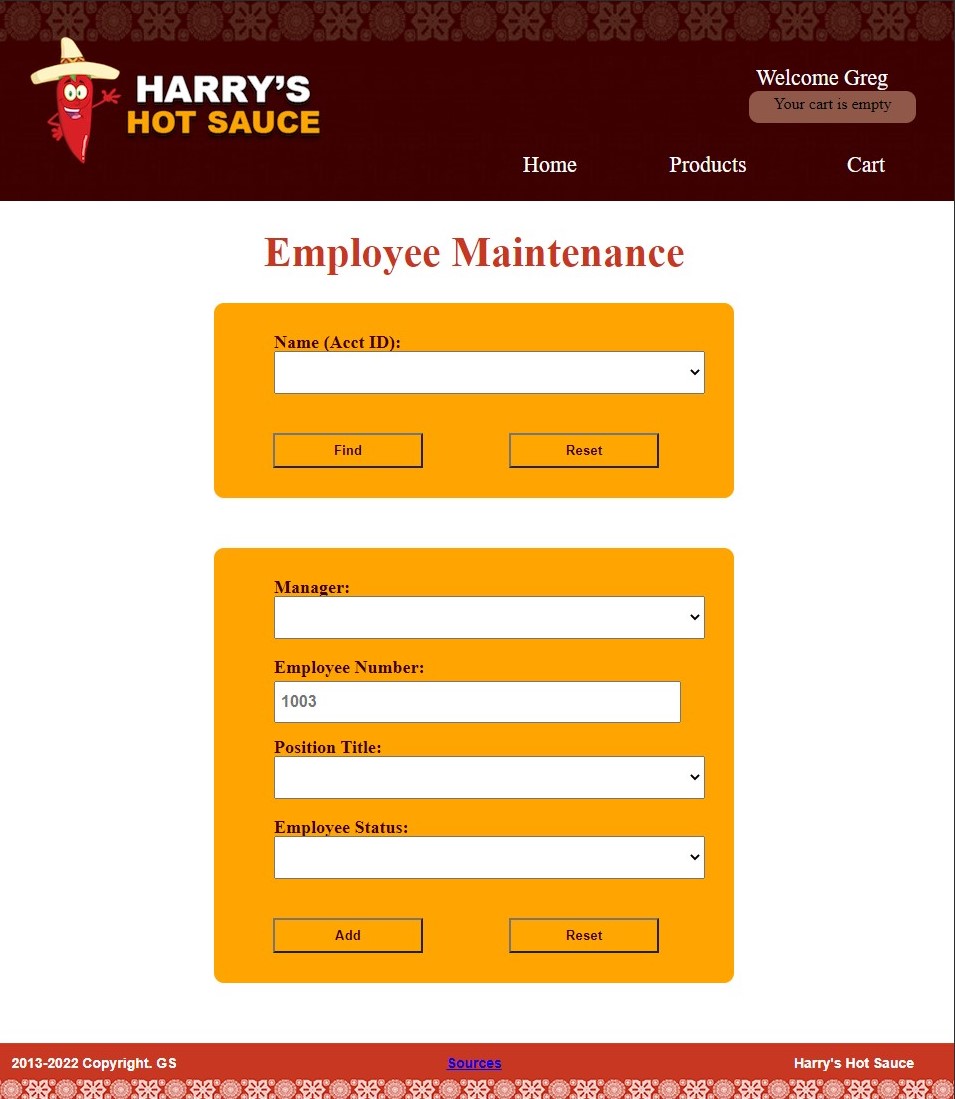 HARRY'S
HOT SAUCE
Welcome Greg
Your cart is empty
Home Products Cart
Employee Maintenance
Name (Acct ID):
Find Reset
Manager:
Employee Number:
1003
Position Title:
Employee Status:
Add Reset
2013-2022 Copyright. GS Sources Harry's Hot Sauce